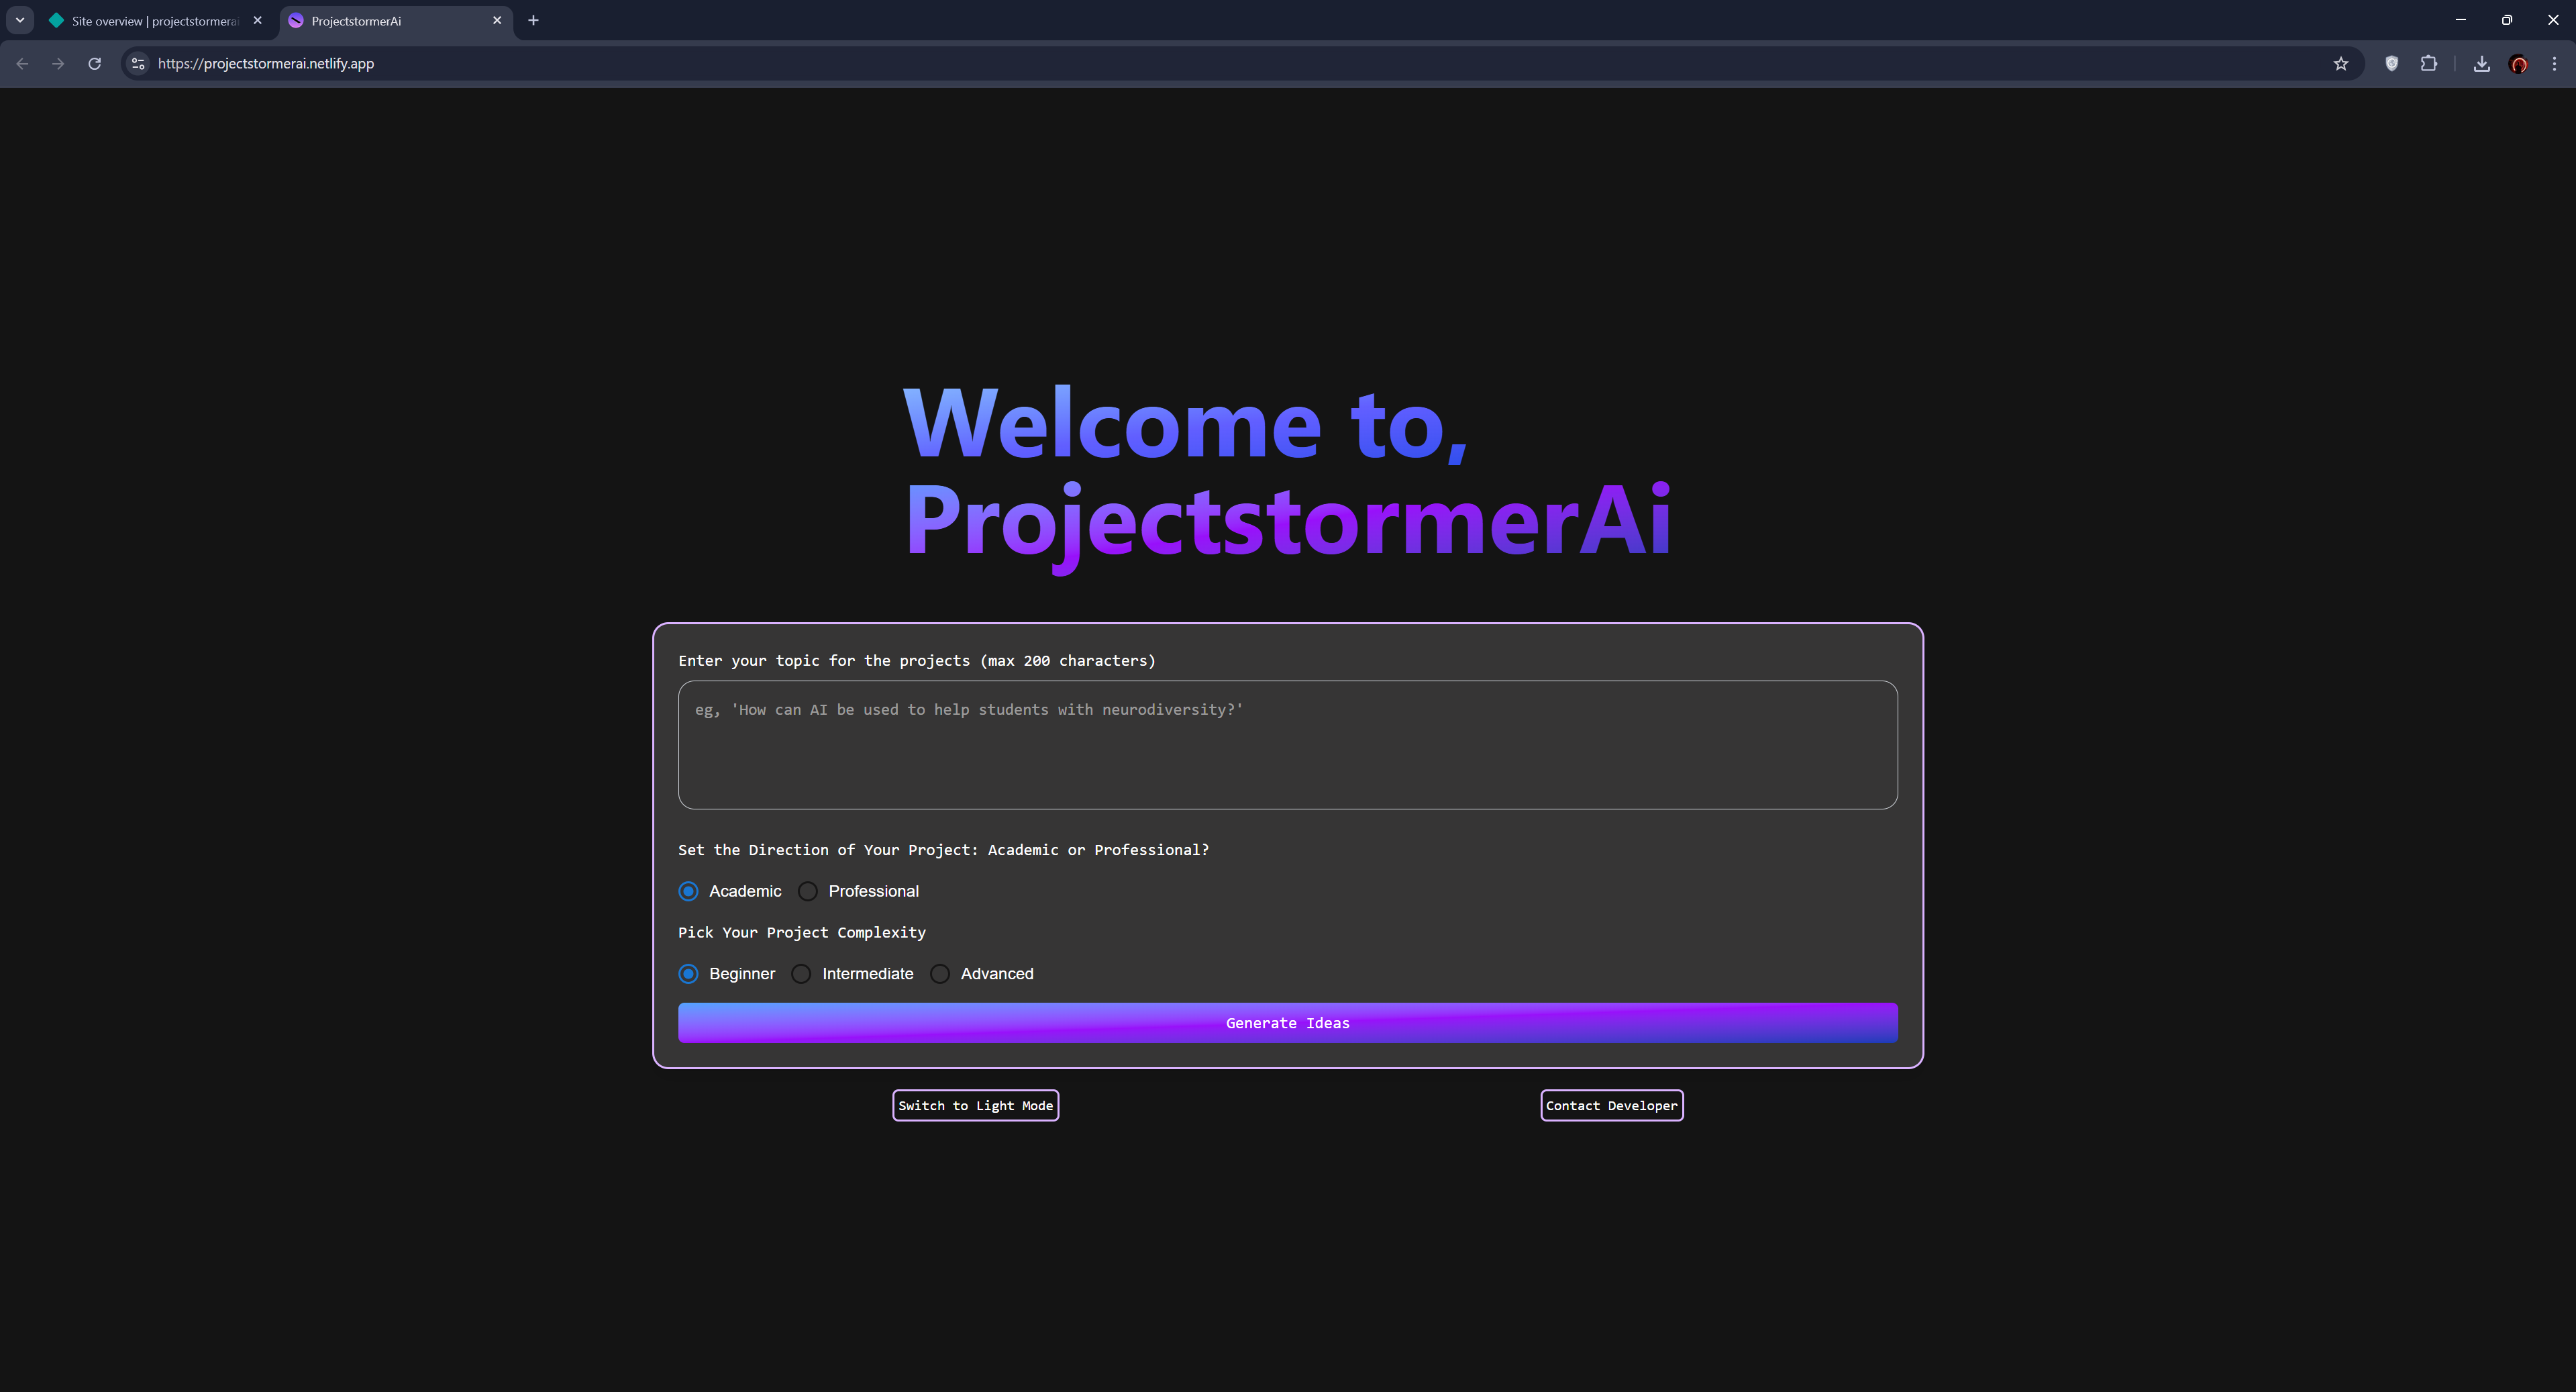 Site overview | projectstormerai
ProjectstormerAi
https://projectstormerai.netlify.app
Welcome to,
ProjectstormerAi
Enter your topic for the projects (max 200 characters)
eg, 'How can AI be used to help students with neurodiversity?'
Set the Direction of Your Project: Academic or Professional?
Academic Professional
Pick Your Project Complexity
Beginner Intermediate Advanced
Generate Ideas
Switch to Light Mode Contact Developer